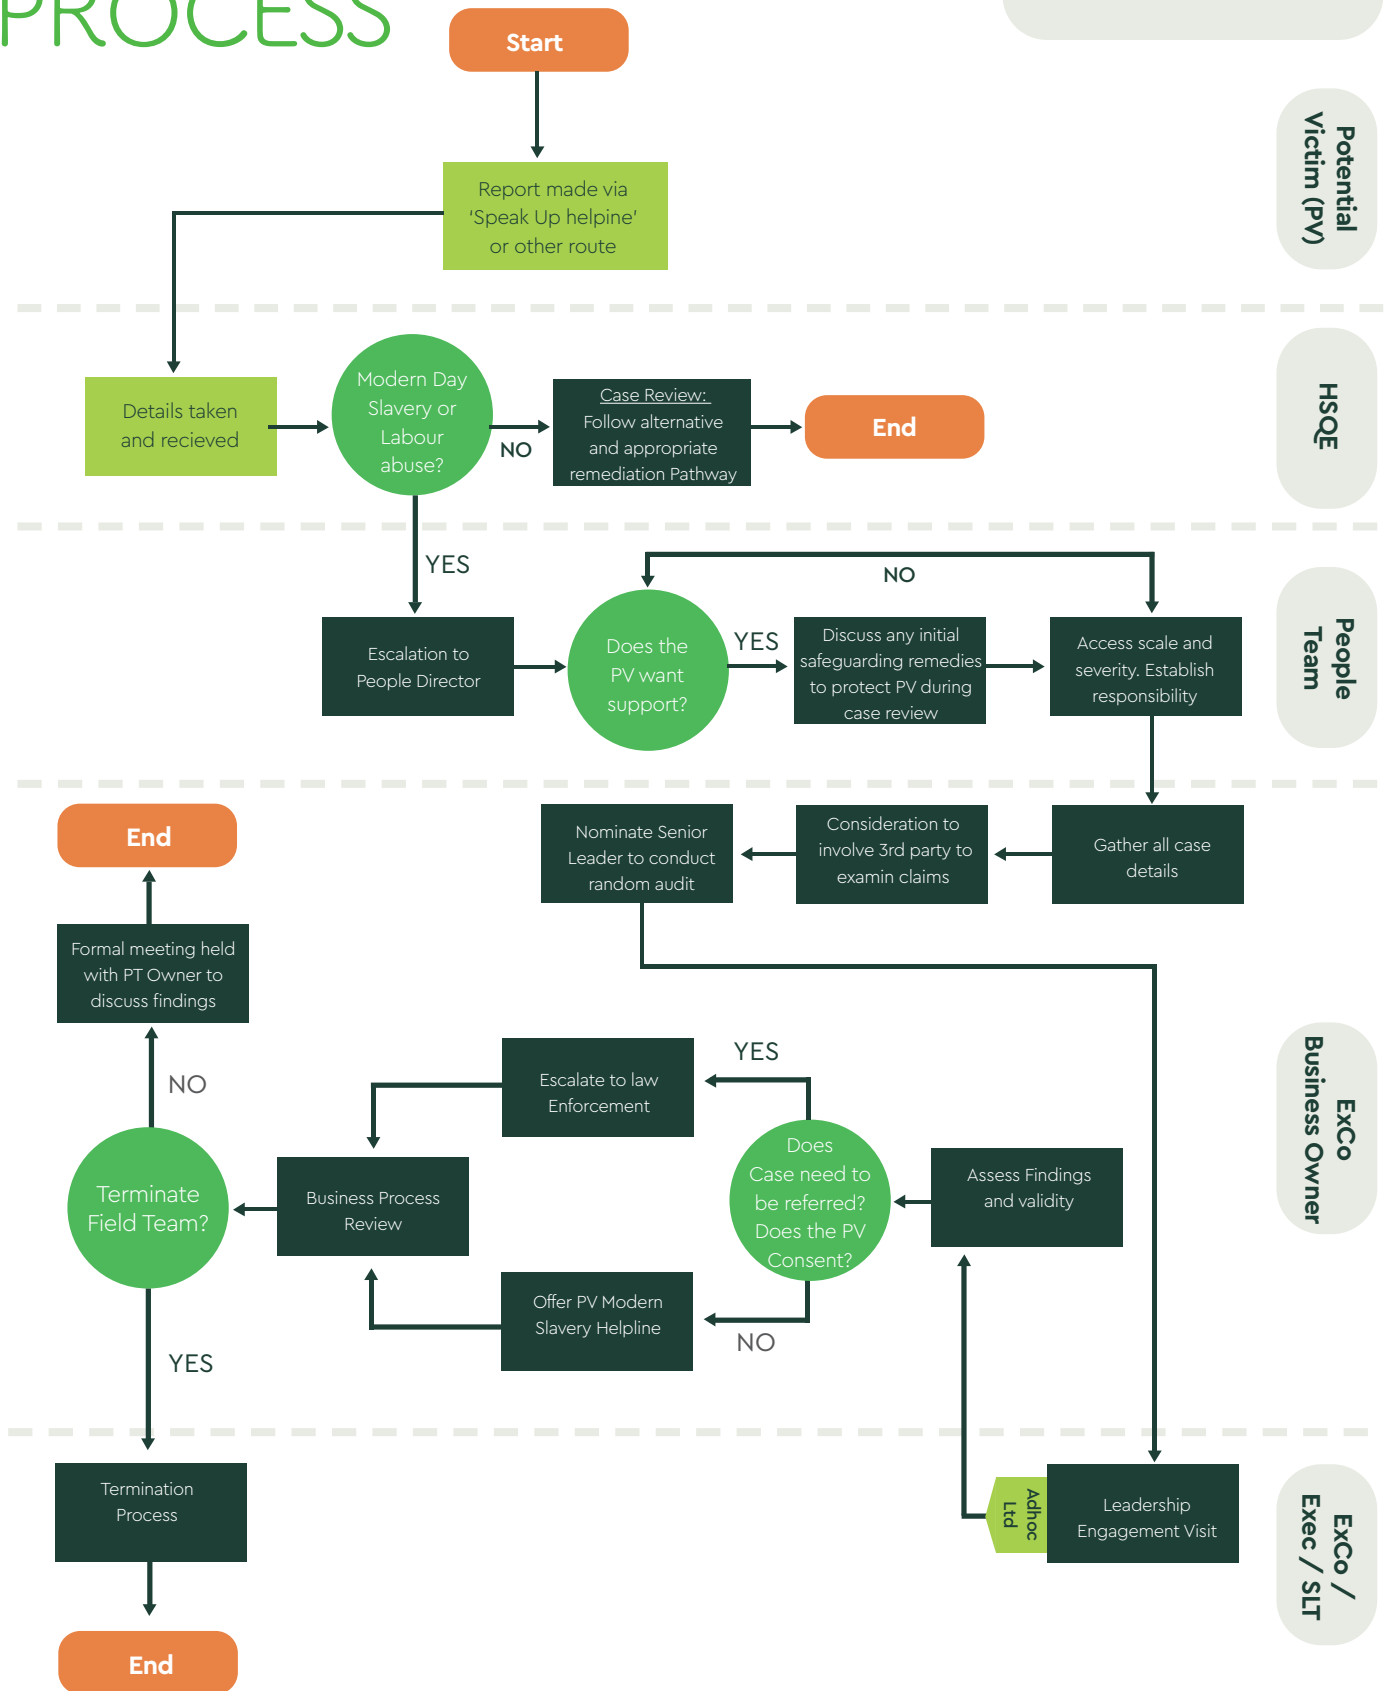 PROCESS
Start
Report made via
‘Speak Up helpine’
or other route
Potential
Victim (PV)
Details taken
and recieved
Modern Day
Slavery or
Labour
abuse?
NO
Case Review:
Follow alternative
and appropriate
remediation Pathway
End
HSQE
YES
NO
Escalation to
People Director
Does the
PV want
support?
YES
Discuss any initial
safeguarding remedies
to protect PV during
case review
Access scale and
severity. Establish
responsibility
People
Team
End
Nominate Senior
Leader to conduct
random audit
Consideration to
involve 3rd party to
examin claims
Gather all case
details
Formal meeting held
with PT Owner to
discuss findings
NO
YES
Escalate to law
Enforcement
Terminate
Field Team?
Business Process
Review
Does
Case need to
be referred?
Does the PV
Consent?
Assess Findings
and validity
ExCo
Business Owner
Offer PV Modern
Slavery Helpline
NO
YES
Termination
Process
Adhoc
Ltd
Leadership
Engagement Visit
ExCo /
Exec / SLT
End